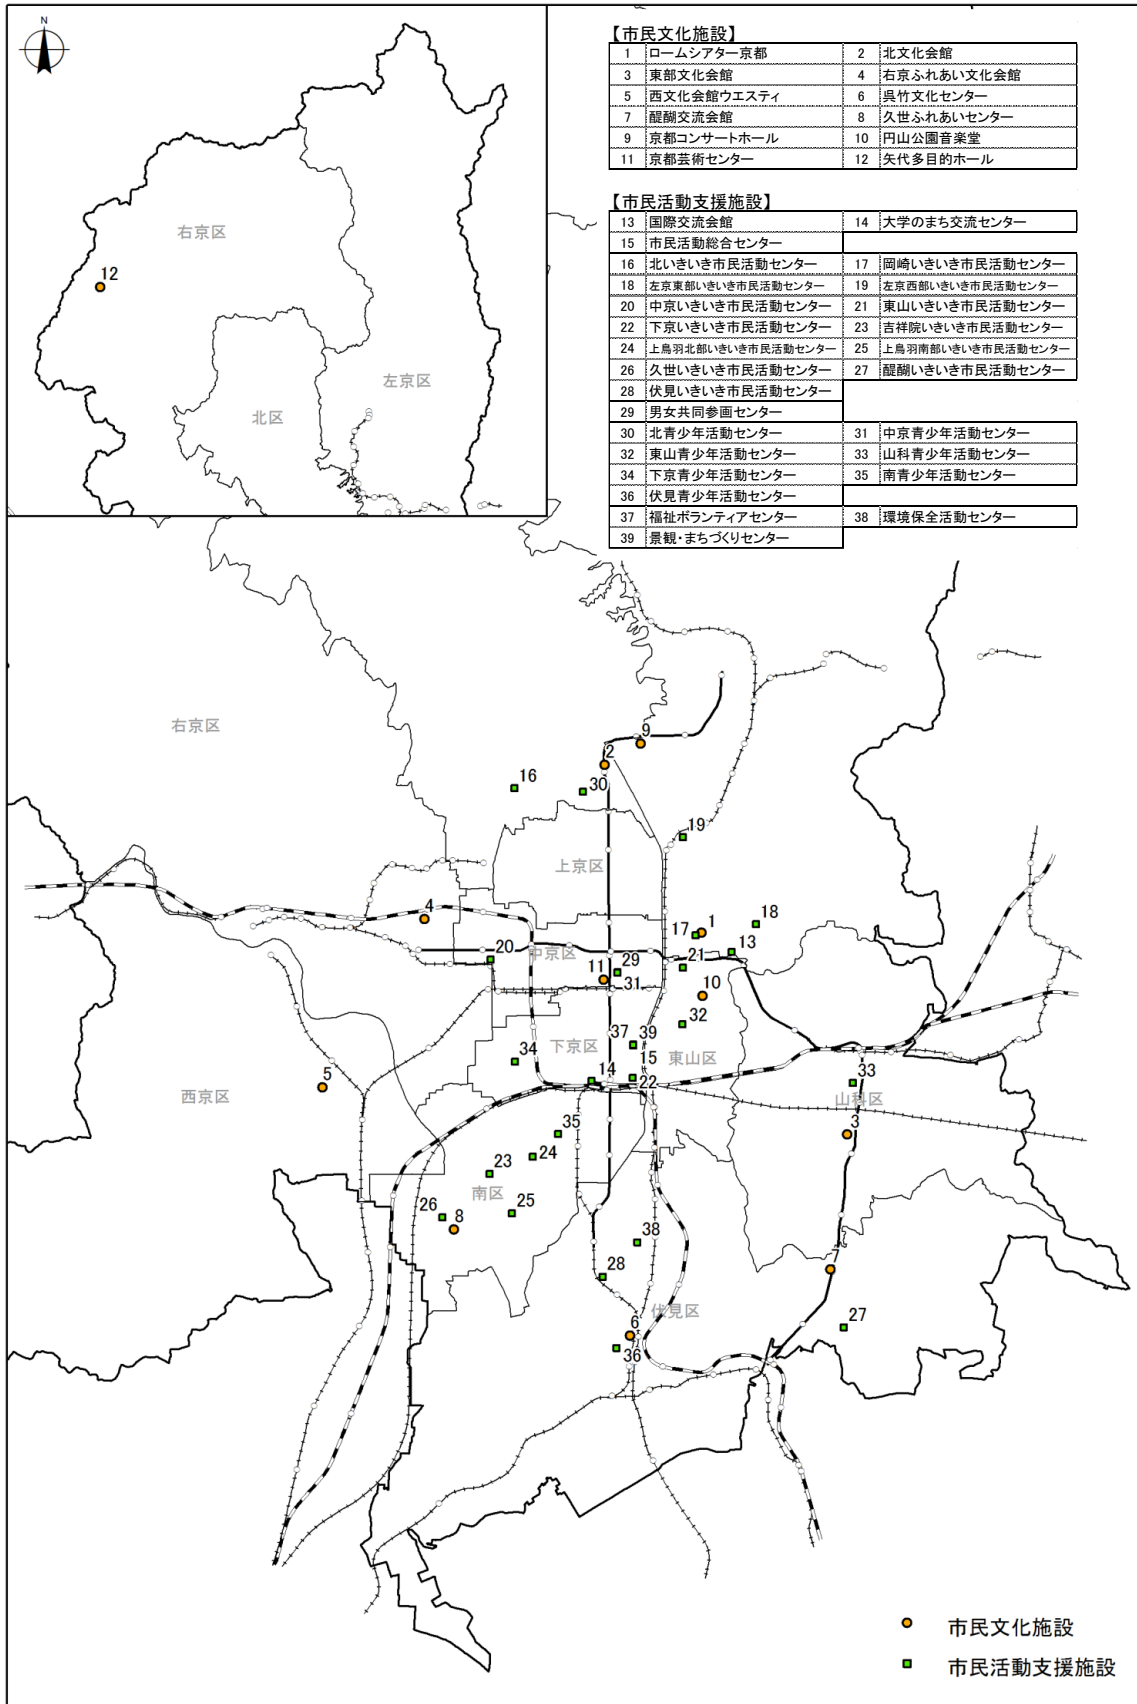 N
【市民文化施設】
1 ロームシアター京都 2 北文化会館
3 東部文化会館 4 右京ふれあい文化会館
5 西文化会館ウエスティ 6 呉竹文化センター
7 醍醐交流会館 8 久世ふれあいセンター
9 京都コンサートホール 10 円山公園音楽堂
11 京都芸術センター 12 矢代多目的ホール
【市民活動支援施設】
13 国際交流会館 14 大学のまち交流センター
15 市民活動総合センター
16 北いきいき市民活動センター 17 岡崎いきいき市民活動センター
18 左京東部いきいき市民活動センター 19 左京西部いきいき市民活動センター
20 中京いきいき市民活動センター 21 東山いきいき市民活動センター
22 下京いきいき市民活動センター 23 吉祥院いきいき市民活動センター
24 上鳥羽北部いきいき市民活動センター 25 上鳥羽南部いきいき市民活動センター
26 久世いきいき市民活動センター 27 醍醐いきいき市民活動センター
28 伏見いきいき市民活動センター
29 男女共同参画センター
30 北青少年活動センター 31 中京青少年活動センター
32 東山青少年活動センター 33 山科青少年活動センター
34 下京青少年活動センター 35 南青少年活動センター
36 伏見青少年活動センター
37 福祉ボランティアセンター 38 環境保全活動センター
39 景観・まちづくりセンター
右京区
12
左京区
北区
右京区
9
2
16
30
19
上京区
4
18
17 1
13
20
中京区
29
21
11
31
10
32
37 39
下京区
34
15
東山区
14
22
5
西京区
33
山科区
3
35
24
23
南区
26
25
8
38
7
28
伏見区
6
27
36
市民文化施設
市民活動支援施設